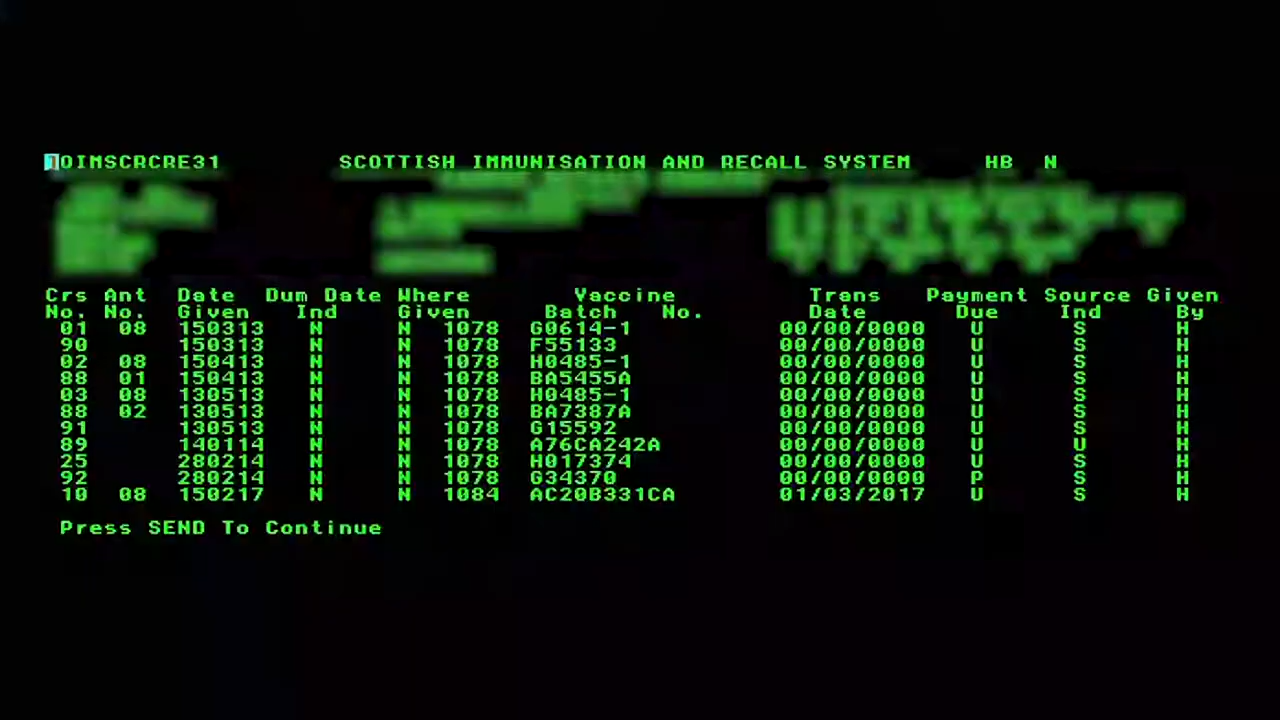 OIMSCRCRE31 SCOTTISH IMMUNISATION AND RECALL SYSTEM HB N
Crs Ant Date Dum Date Where Vaccine Trans Payment Source Given
No. No. Given Ind Given Batch No. Date Due Ind By
01 08 150313 N N 1078 G0614-1 00/00/0000 U S H
90 150313 N N 1078 F55133 00/00/0000 U S H
02 08 150413 N N 1078 H0485-1 00/00/0000 U S H
88 01 150413 N N 1078 BA5455A 00/00/0000 U S H
03 08 130513 N N 1078 H0485-1 00/00/0000 U S H
88 02 130513 N N 1078 BA7387A 00/00/0000 U S H
91 130513 N N 1078 G15592 00/00/0000 U S H
89 140114 N N 1078 A76CA242A 00/00/0000 U U H
25 280214 N N 1078 H017374 00/00/0000 U S H
92 280214 N N 1078 G34370 00/00/0000 P S H
10 08 150217 N N 1084 AC20B331CA 01/03/2017 U S H
Press SEND To Continue